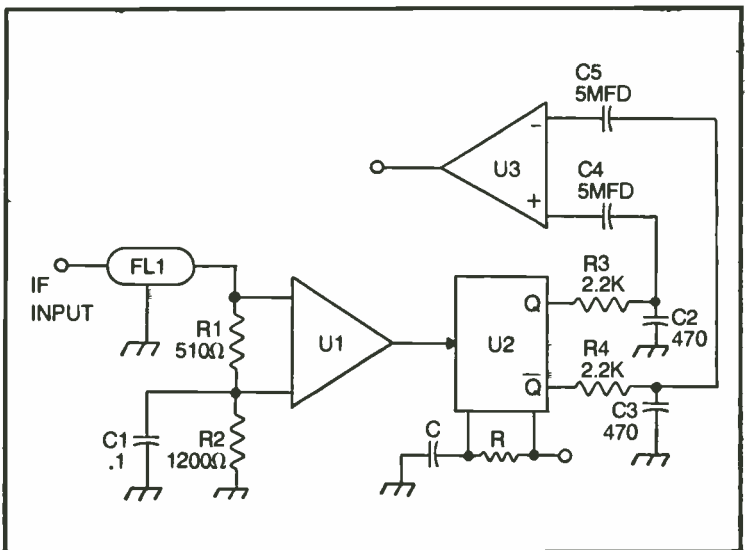 C5
5MFD
−
U3
C4
5MFD
+
IF
INPUT
FL1
R1
510Ω
U1
U2
Q
Q̅
R3
2.2K
C2
470
R4
2.2K
C3
470
C1
.1
R2
1200Ω
C
R